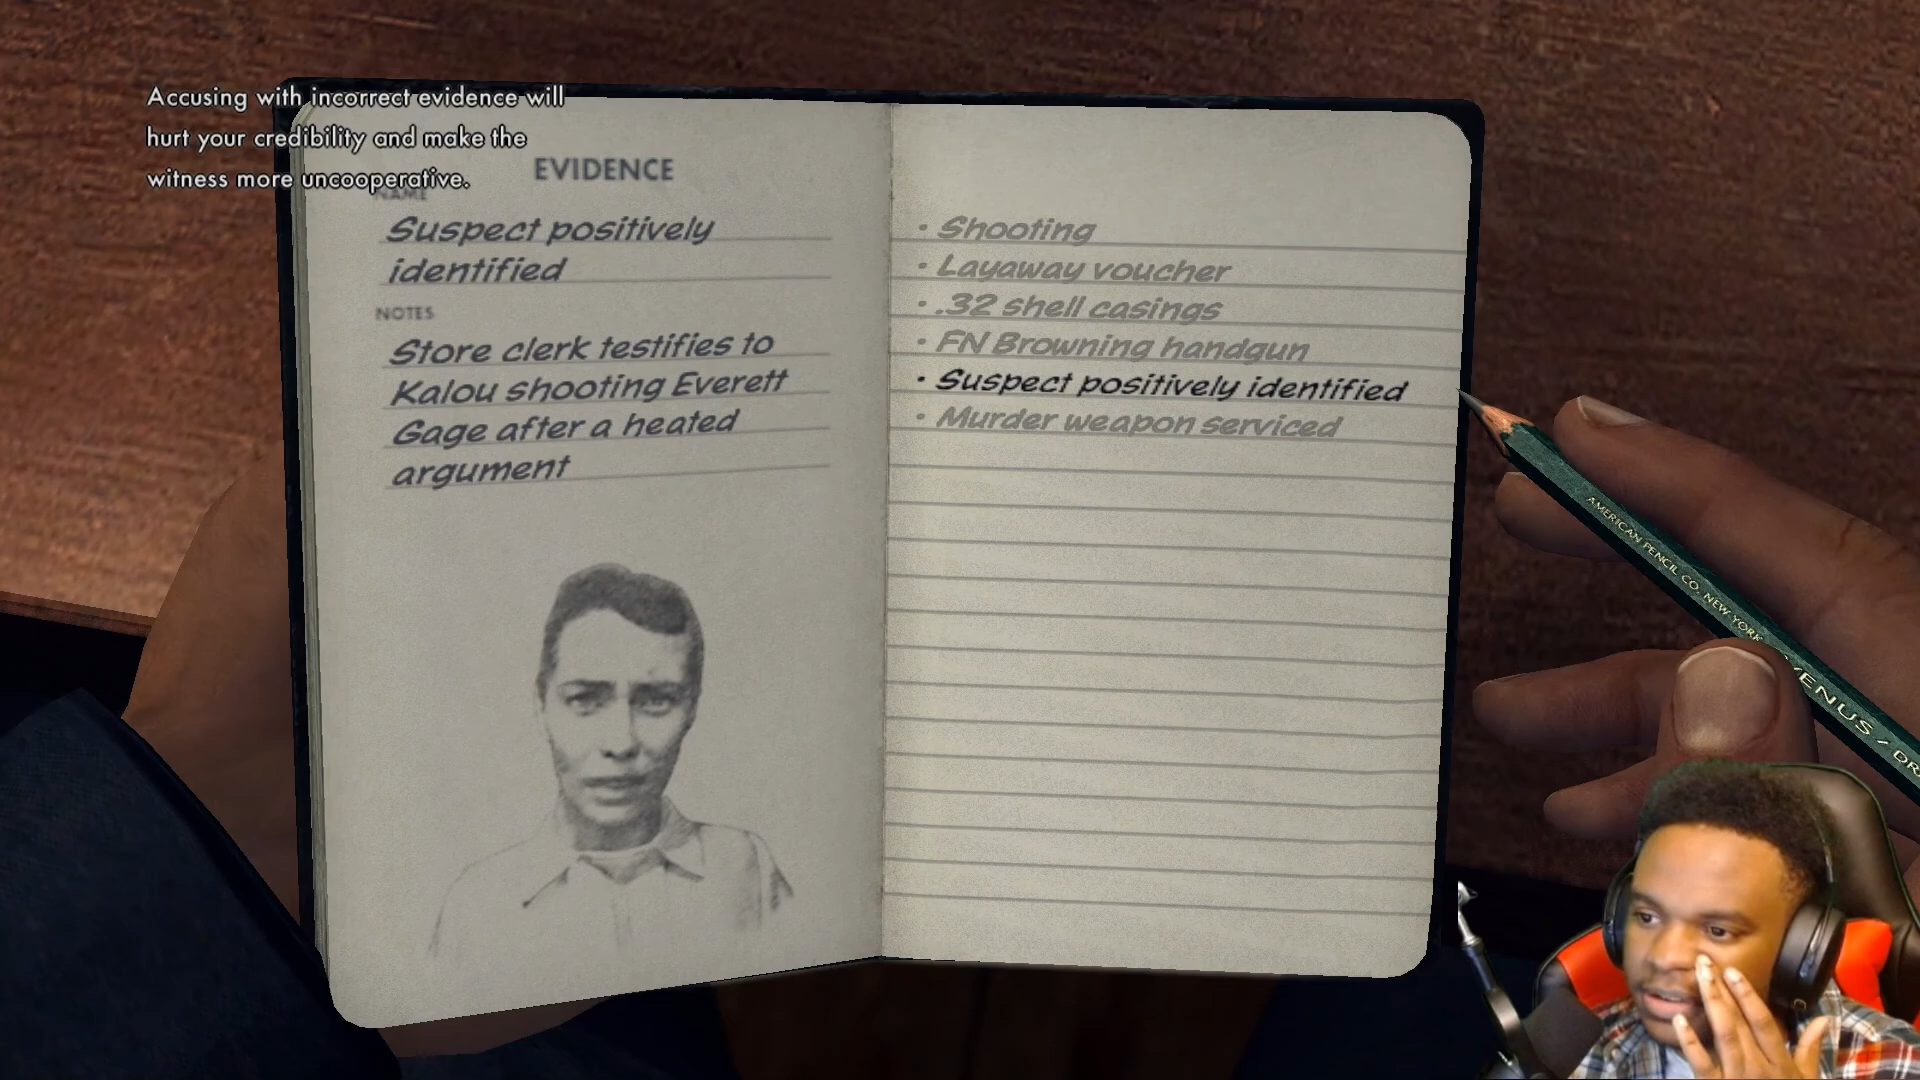 Accusing with incorrect evidence will
hurt your credibility and make the
witness more uncooperative.
EVIDENCE
NAME
Suspect positively
identified
NOTES
Store clerk testifies to
Kalou shooting Everett
Gage after a heated
argument
• Shooting
• Layaway voucher
• .32 shell casings
• FN Browning handgun
• Suspect positively identified
• Murder weapon serviced
AMERICAN PENCIL CO. NEW YORK
VENUS / DRA